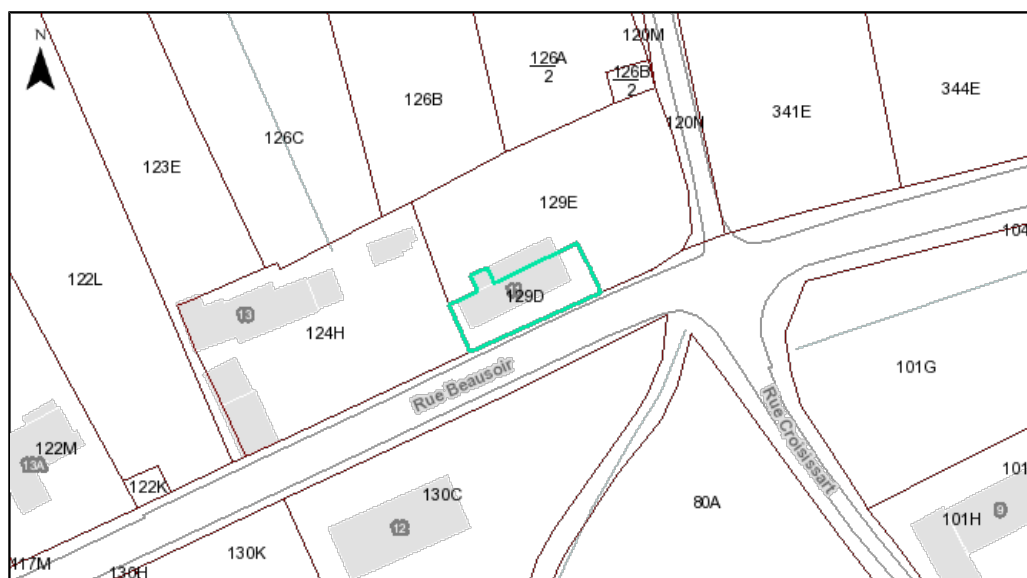 N
120M
126A
2
126B
2
126B
344E
341E
126C
120N
123E
129E
104
122L
129D
13
124H
101G
Rue Beausoir
Rue Croisissart
122M
13A
101
122K
130C
80A
9
12
101H
130K
117M
130H